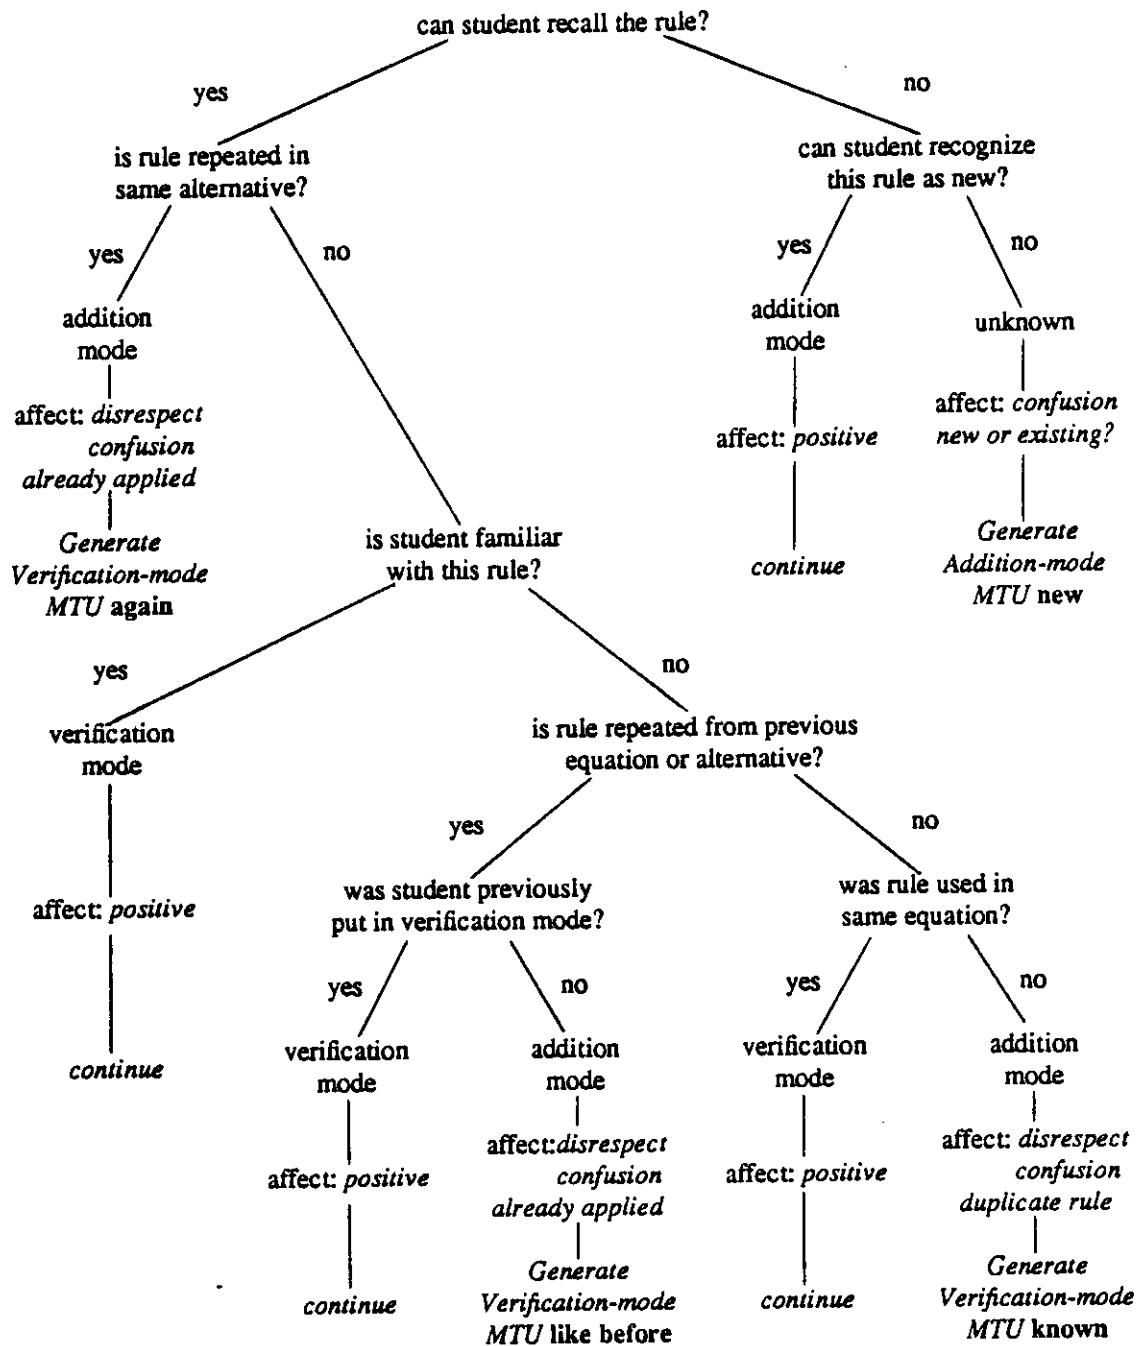 can student recall the rule?
yes
no
is rule repeated in
same alternative?
can student recognize
this rule as new?
yes
no
yes
no
addition
mode
addition
mode
unknown
affect: disrespect
confusion
already applied
affect: positive
affect: confusion
new or existing?
Generate
Verification-mode
MTU again
is student familiar
with this rule?
continue
Generate
Addition-mode
MTU new
yes
no
verification
mode
is rule repeated from previous
equation or alternative?
yes
no
affect: positive
was student previously
put in verification mode?
was rule used in
same equation?
yes
no
yes
no
continue
verification
mode
addition
mode
verification
mode
addition
mode
affect: positive
affect:disrespect
confusion
already applied
affect: positive
affect: disrespect
confusion
duplicate rule
continue
Generate
Verification-mode
MTU like before
continue
Generate
Verification-mode
MTU known